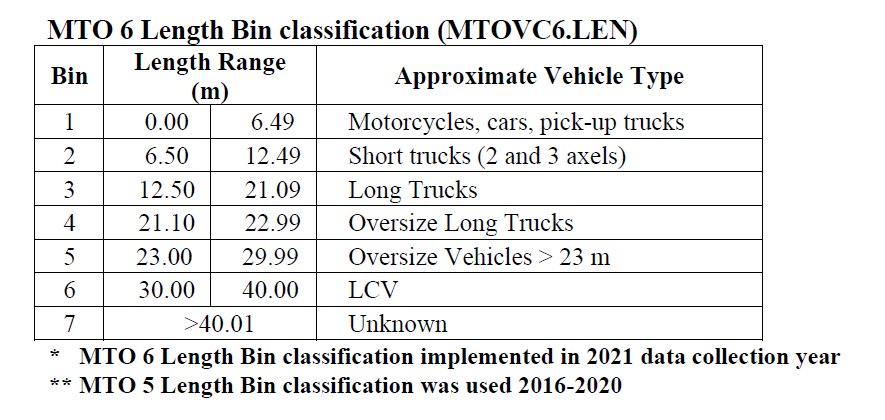 MTO 6 Length Bin classification (MTOVC6.LEN)
Bin Length Range (m) Approximate Vehicle Type
1 0.00 6.49 Motorcycles, cars, pick-up trucks
2 6.50 12.49 Short trucks (2 and 3 axels)
3 12.50 21.09 Long Trucks
4 21.10 22.99 Oversize Long Trucks
5 23.00 29.99 Oversize Vehicles > 23 m
6 30.00 40.00 LCV
7 >40.01 Unknown
* MTO 6 Length Bin classification implemented in 2021 data collection year
** MTO 5 Length Bin classification was used 2016-2020